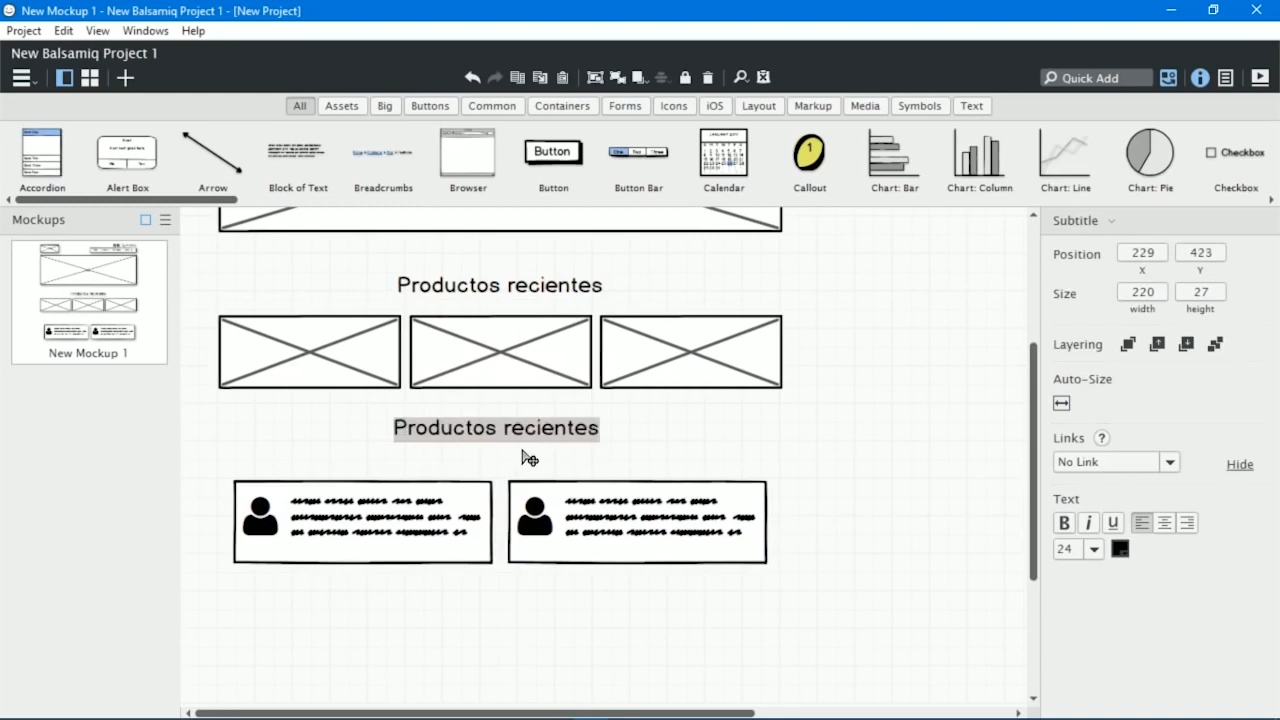 New Mockup 1 - New Balsamiq Project 1 - [New Project]
Project Edit View Windows Help
New Balsamiq Project 1
Quick Add
All Assets Big Buttons Common Containers Forms Icons iOS Layout Markup Media Symbols Text
Button
1
Checkbox
Accordion Alert Box Arrow Block of Text Breadcrumbs Browser Button Button Bar Calendar Callout Chart: Bar Chart: Column Chart: Line Chart: Pie Checkbox
Mockups
New Mockup 1
Productos recientes
Productos recientes
Subtitle
Position 229 423
X Y
Size 220 27
width height
Layering
Auto-Size
Links ?
No Link Hide
Text
B i U
24